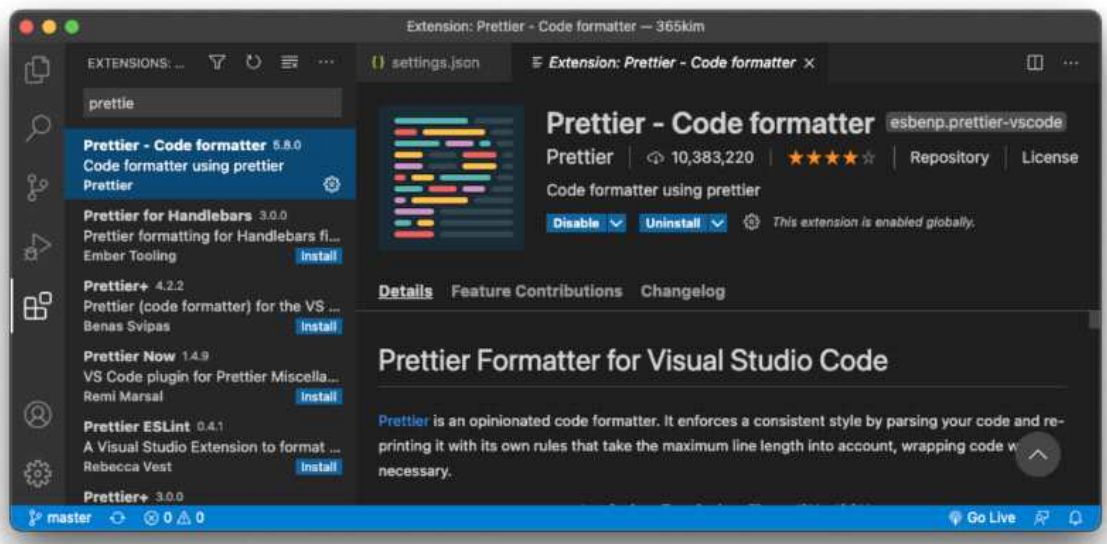 Extension: Prettier - Code formatter — 365kim
EXTENSIONS: ...
prettie
Prettier - Code formatter 5.8.0
Code formatter using prettier
Prettier
Prettier for Handlebars 3.0.0
Prettier formatting for Handlebars fi...
Ember Tooling Install
Prettier+ 4.2.2
Prettier (code formatter) for the VS ...
Benas Svipas Install
Prettier Now 1.4.9
VS Code plugin for Prettier Miscella...
Remi Marsal Install
Prettier ESLint 0.4.1
A Visual Studio Extension to format ...
Rebecca Vest Install
Prettier+ 3.0.0
{} settings.json
Extension: Prettier - Code formatter ×
Prettier - Code formatter esbenp.prettier-vscode
Prettier 10,383,220 Repository License
Code formatter using prettier
Disable Uninstall This extension is enabled globally.
Details Feature Contributions Changelog
Prettier Formatter for Visual Studio Code
Prettier is an opinionated code formatter. It enforces a consistent style by parsing your code and re-
printing it with its own rules that take the maximum line length into account, wrapping code w
necessary.
master 0 0 Go Live